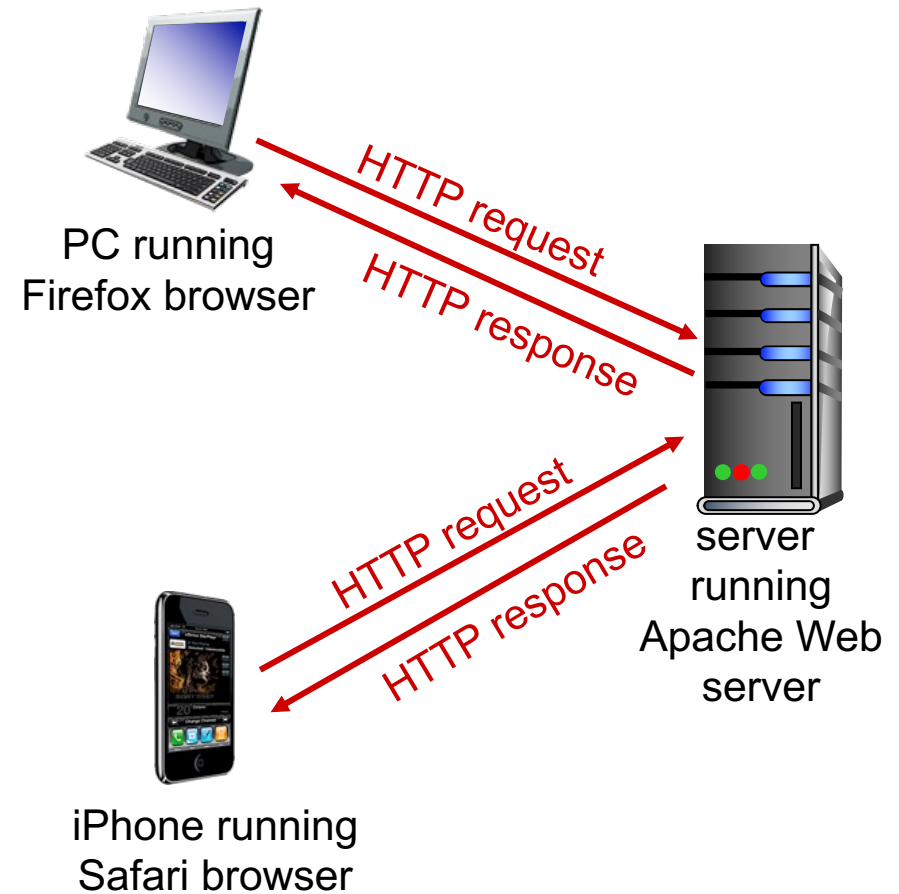 HTTP request
HTTP response
PC running
Firefox browser
HTTP request
HTTP response
server
running
Apache Web
server
iPhone running
Safari browser